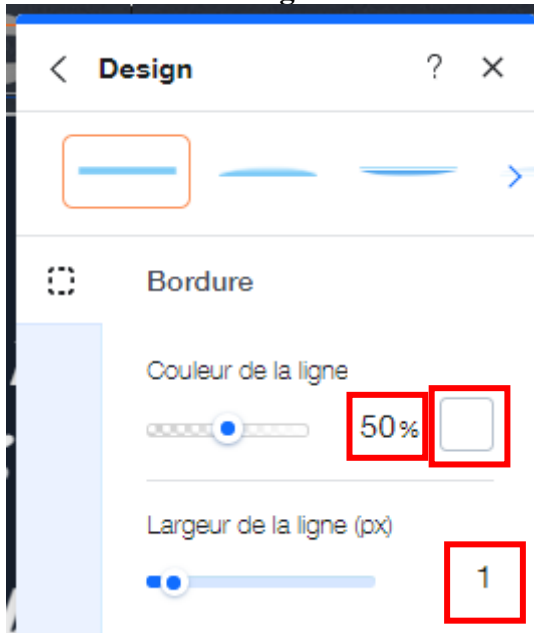 Design ?
Bordure
Couleur de la ligne
50%
Largeur de la ligne (px)
1